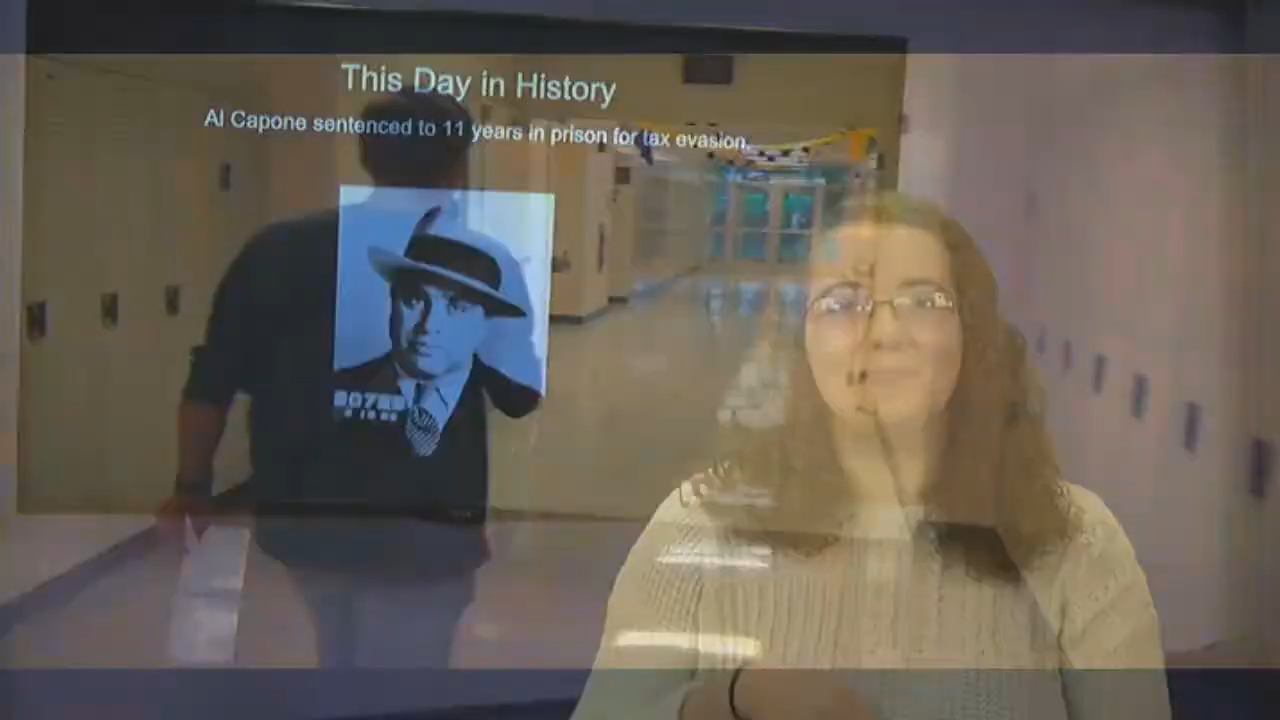 This Day in History
Al Capone sentenced to 11 years in prison for tax evasion.